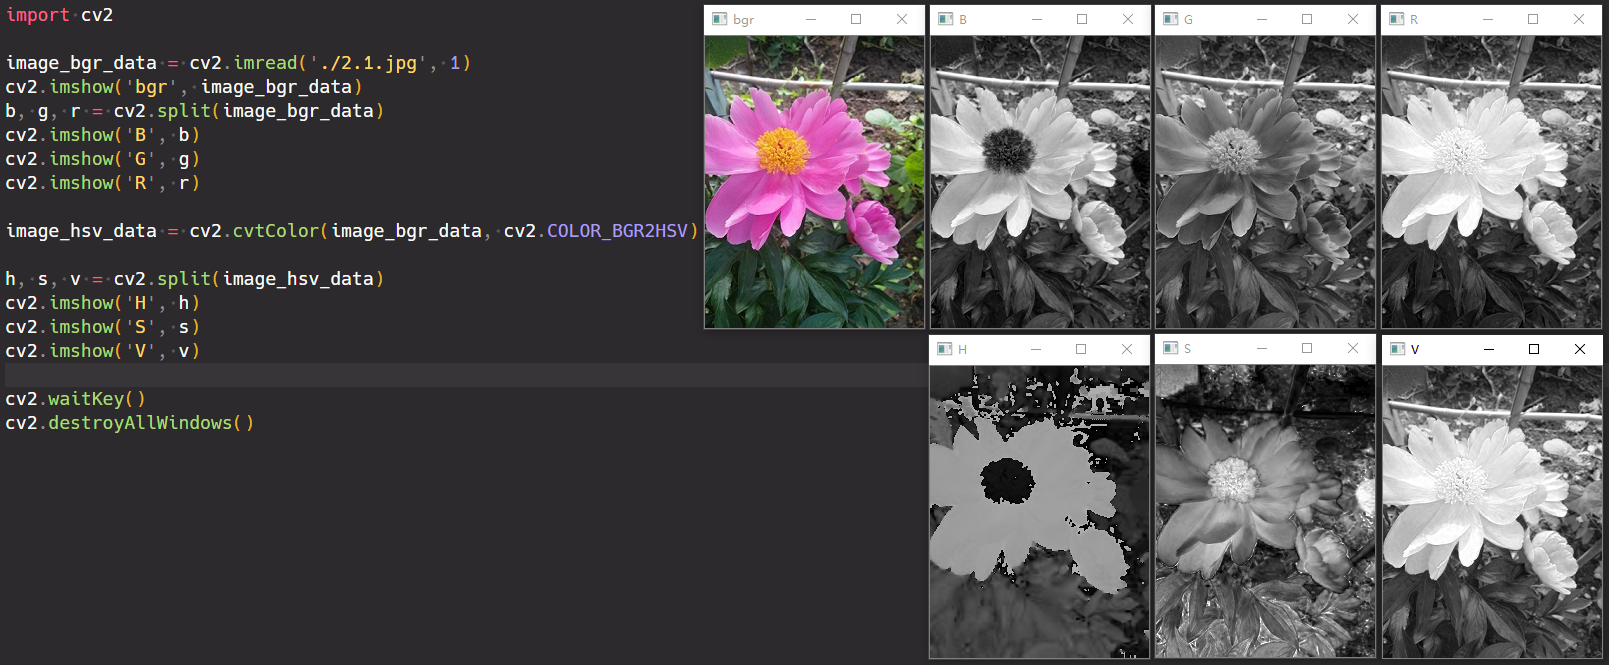 import cv2
image_bgr_data = cv2.imread('./2.1.jpg', 1)
cv2.imshow('bgr', image_bgr_data)
b, g, r = cv2.split(image_bgr_data)
cv2.imshow('B', b)
cv2.imshow('G', g)
cv2.imshow('R', r)
image_hsv_data = cv2.cvtColor(image_bgr_data, cv2.COLOR_BGR2HSV)
h, s, v = cv2.split(image_hsv_data)
cv2.imshow('H', h)
cv2.imshow('S', s)
cv2.imshow('V', v)
cv2.waitKey()
cv2.destroyAllWindows()
bgr
B
G
R
H
S
V